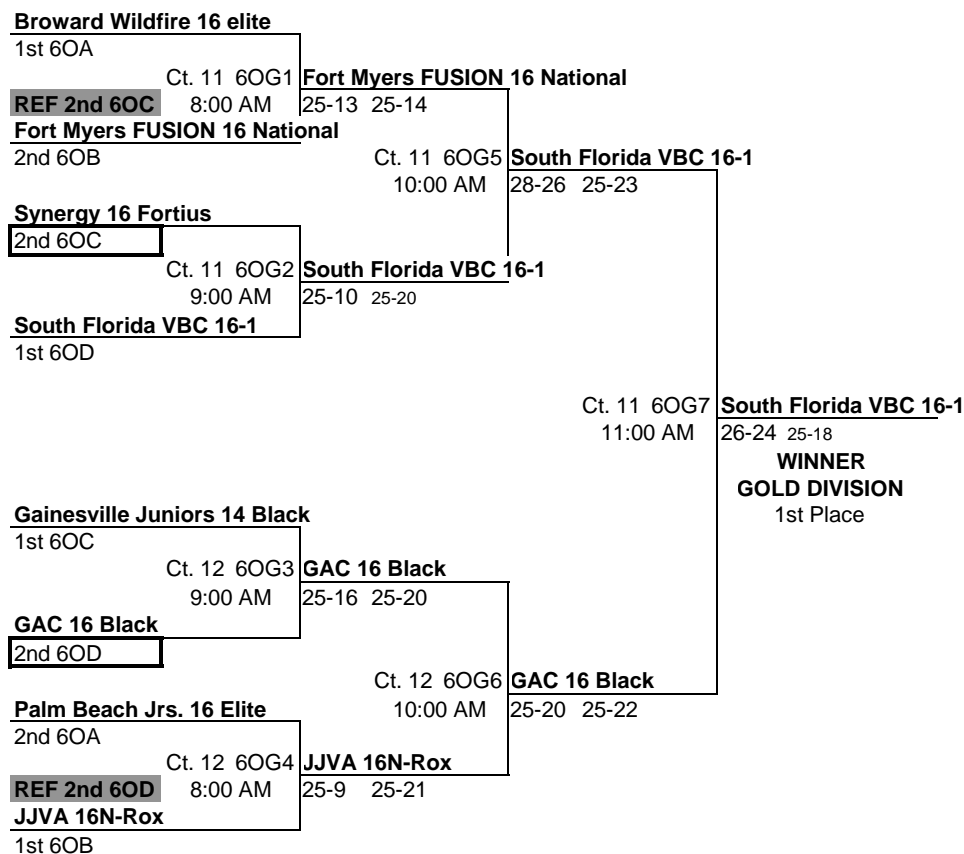 Broward Wildfire 16 elite
1st 6OA
Ct. 11 6OG1 Fort Myers FUSION 16 National
REF 2nd 6OC 8:00 AM 25-13 25-14
Fort Myers FUSION 16 National
2nd 6OB Ct. 11 6OG5 South Florida VBC 16-1
10:00 AM 28-26 25-23
Synergy 16 Fortius
2nd 6OC
Ct. 11 6OG2 South Florida VBC 16-1
9:00 AM 25-10 25-20
South Florida VBC 16-1
1st 6OD
Ct. 11 6OG7 South Florida VBC 16-1
11:00 AM 26-24 25-18
WINNER
GOLD DIVISION
Gainesville Juniors 14 Black 1st Place
1st 6OC
Ct. 12 6OG3 GAC 16 Black
9:00 AM 25-16 25-20
GAC 16 Black
2nd 6OD
Ct. 12 6OG6 GAC 16 Black
Palm Beach Jrs. 16 Elite 10:00 AM 25-20 25-22
2nd 6OA
Ct. 12 6OG4 JJVA 16N-Rox
REF 2nd 6OD 8:00 AM 25-9 25-21
JJVA 16N-Rox
1st 6OB